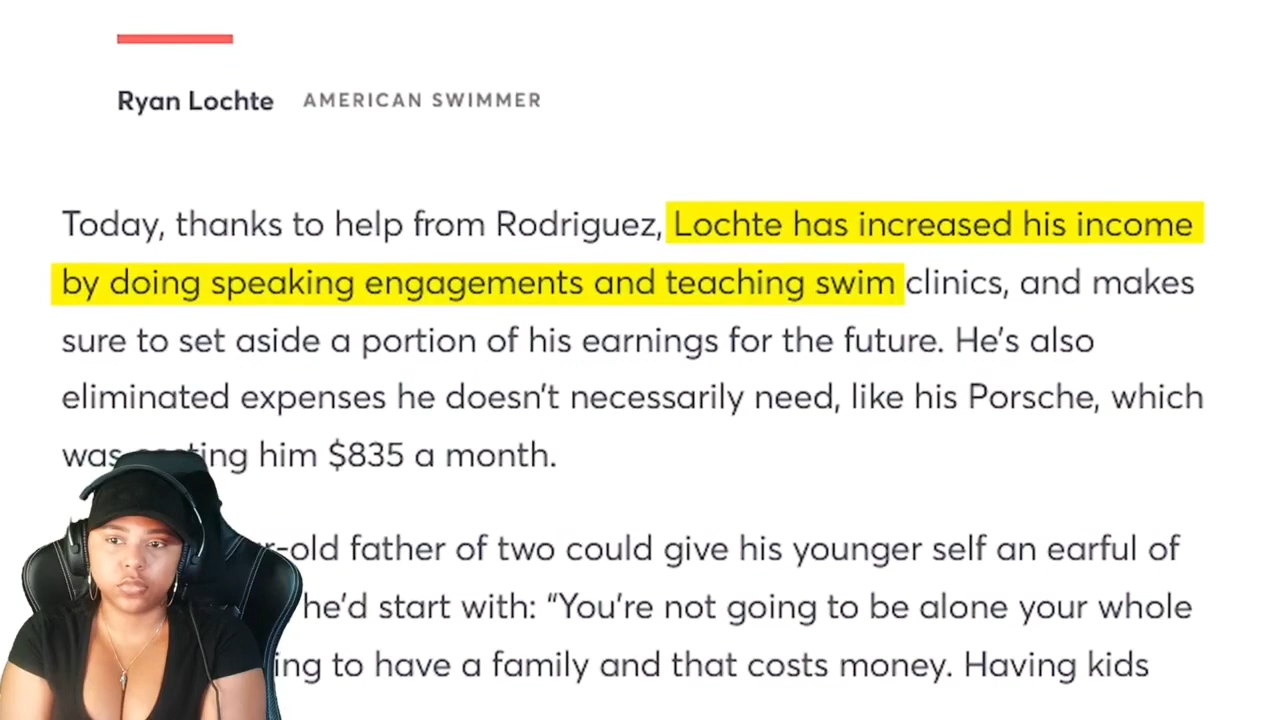 Ryan Lochte AMERICAN SWIMMER
Today, thanks to help from Rodriguez, Lochte has increased his income
by doing speaking engagements and teaching swim clinics, and makes
sure to set aside a portion of his earnings for the future. He's also
eliminated expenses he doesn't necessarily need, like his Porsche, which
was him $835 a month.
-old father of two could give his younger self an earful of
he'd start with: “You're not going to be alone your whole
to have a family and that costs money. Having kids